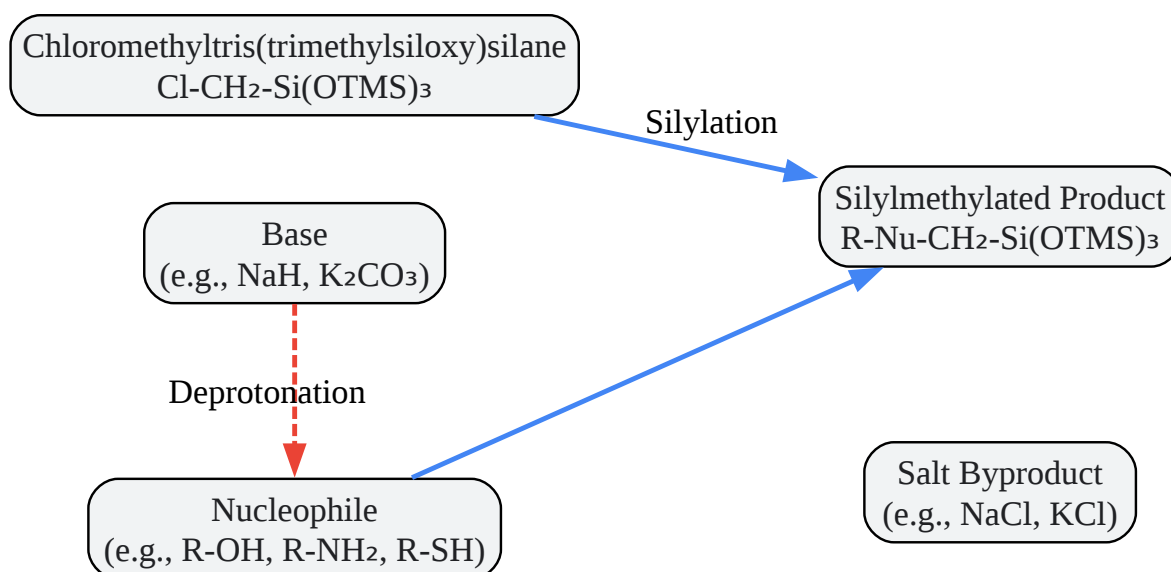 Chloromethyltris(trimethylsiloxy)silane
Cl-CH₂-Si(OTMS)₃
Silylation
Silylmethylated Product
R-Nu-CH₂-Si(OTMS)₃
Base
(e.g., NaH, K₂CO₃)
Deprotonation
Nucleophile
(e.g., R-OH, R-NH₂, R-SH)
Salt Byproduct
(e.g., NaCl, KCl)